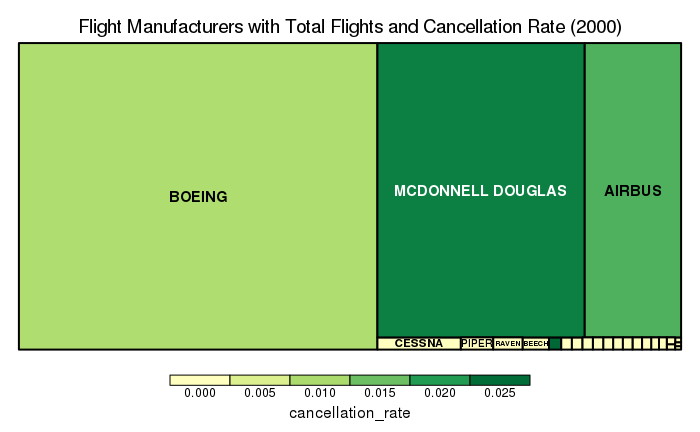 Flight Manufacturers with Total Flights and Cancellation Rate (2000)
BOEING
MCDONNELL DOUGLAS
AIRBUS
CESSNA
PIPER
RAVEN
BEECH
0.000 0.005 0.010 0.015 0.020 0.025
cancellation_rate